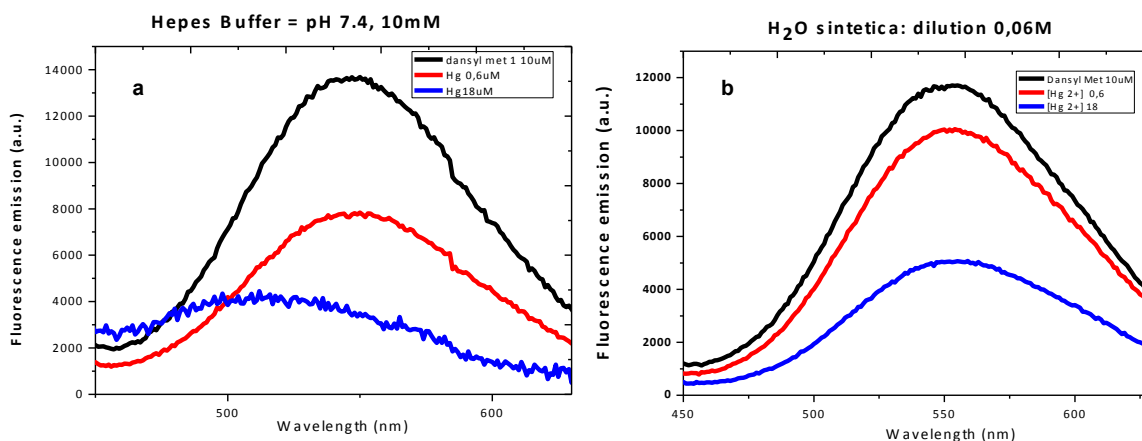 Hepes Buffer = pH 7.4, 10mM
a
dansyl met 1 10uM
Hg 0,6uM
Hg18uM
14000
12000
10000
8000
6000
4000
2000
0
Fluorescence emission (a.u.)
500
600
Wavelength (nm)
H2O sintetica: dilution 0,06M
b
Dansyl Met 10uM
[Hg 2+] 0,6
[Hg 2+] 18
12000
10000
8000
6000
4000
2000
0
Fluorescence emission (a.u.)
450
500
550
600
Wavelength (nm)